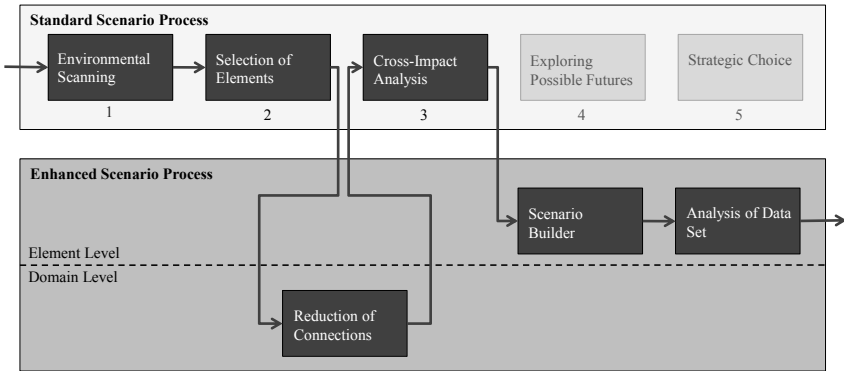 Standard Scenario Process
Environmental
Scanning
1
Selection of
Elements
2
Cross-Impact
Analysis
3
Exploring
Possible Futures
4
Strategic Choice
5
Enhanced Scenario Process
Scenario
Builder
Analysis of Data
Set
Element Level
Domain Level
Reduction of
Connections